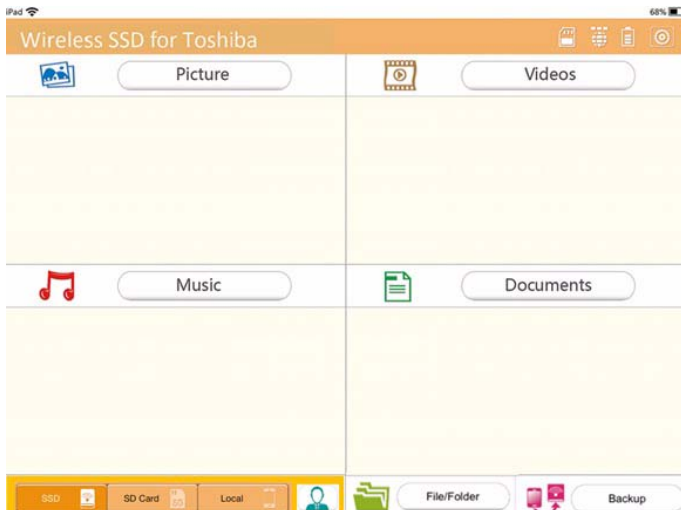 iPad 68%
Wireless SSD for Toshiba
Picture Videos
Music Documents
SSD SD Card Local File/Folder Backup